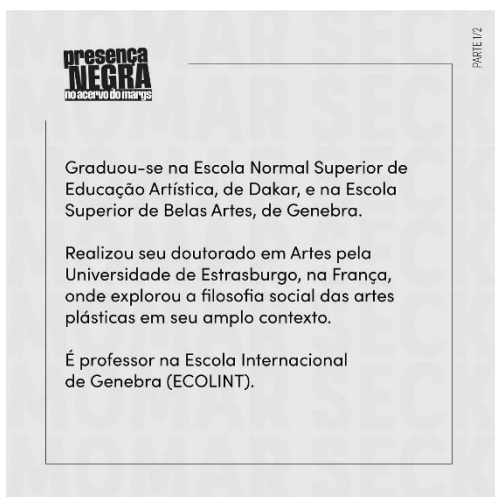 presença
NEGRA
no acervo do margs
PARTE 1/2
Graduou-se na Escola Normal Superior de
Educação Artística, de Dakar, e na Escola
Superior de Belas Artes, de Genebra.
Realizou seu doutorado em Artes pela
Universidade de Estrasburgo, na França,
onde explorou a filosofia social das artes
plásticas em seu amplo contexto.
É professor na Escola Internacional
de Genebra (ECOLINT).
MOMAR SECK